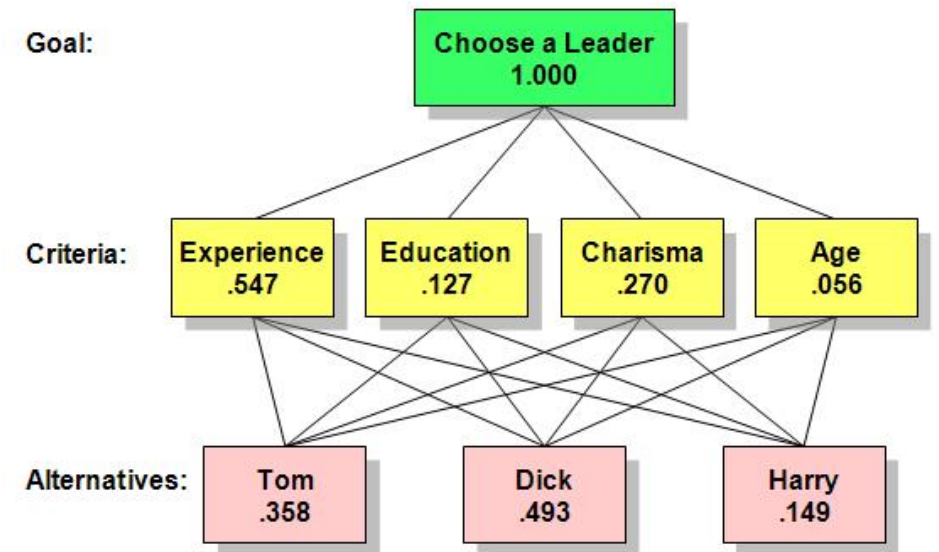 Goal:
Choose a Leader
1.000
Criteria:
Experience
.547
Education
.127
Charisma
.270
Age
.056
Alternatives:
Tom
.358
Dick
.493
Harry
.149